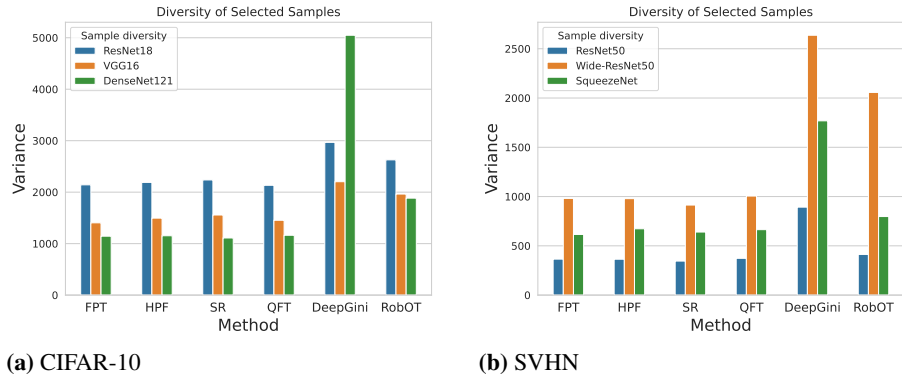 Diversity of Selected Samples
Sample diversity
ResNet18
VGG16
DenseNet121
Variance
5000
4000
3000
2000
1000
0
FPT HPF SR QFT DeepGini RobOT
Method
(a) CIFAR-10
Diversity of Selected Samples
Sample diversity
ResNet50
Wide-ResNet50
SqueezeNet
Variance
2500
2000
1500
1000
500
0
FPT HPF SR QFT DeepGini RobOT
Method
(b) SVHN